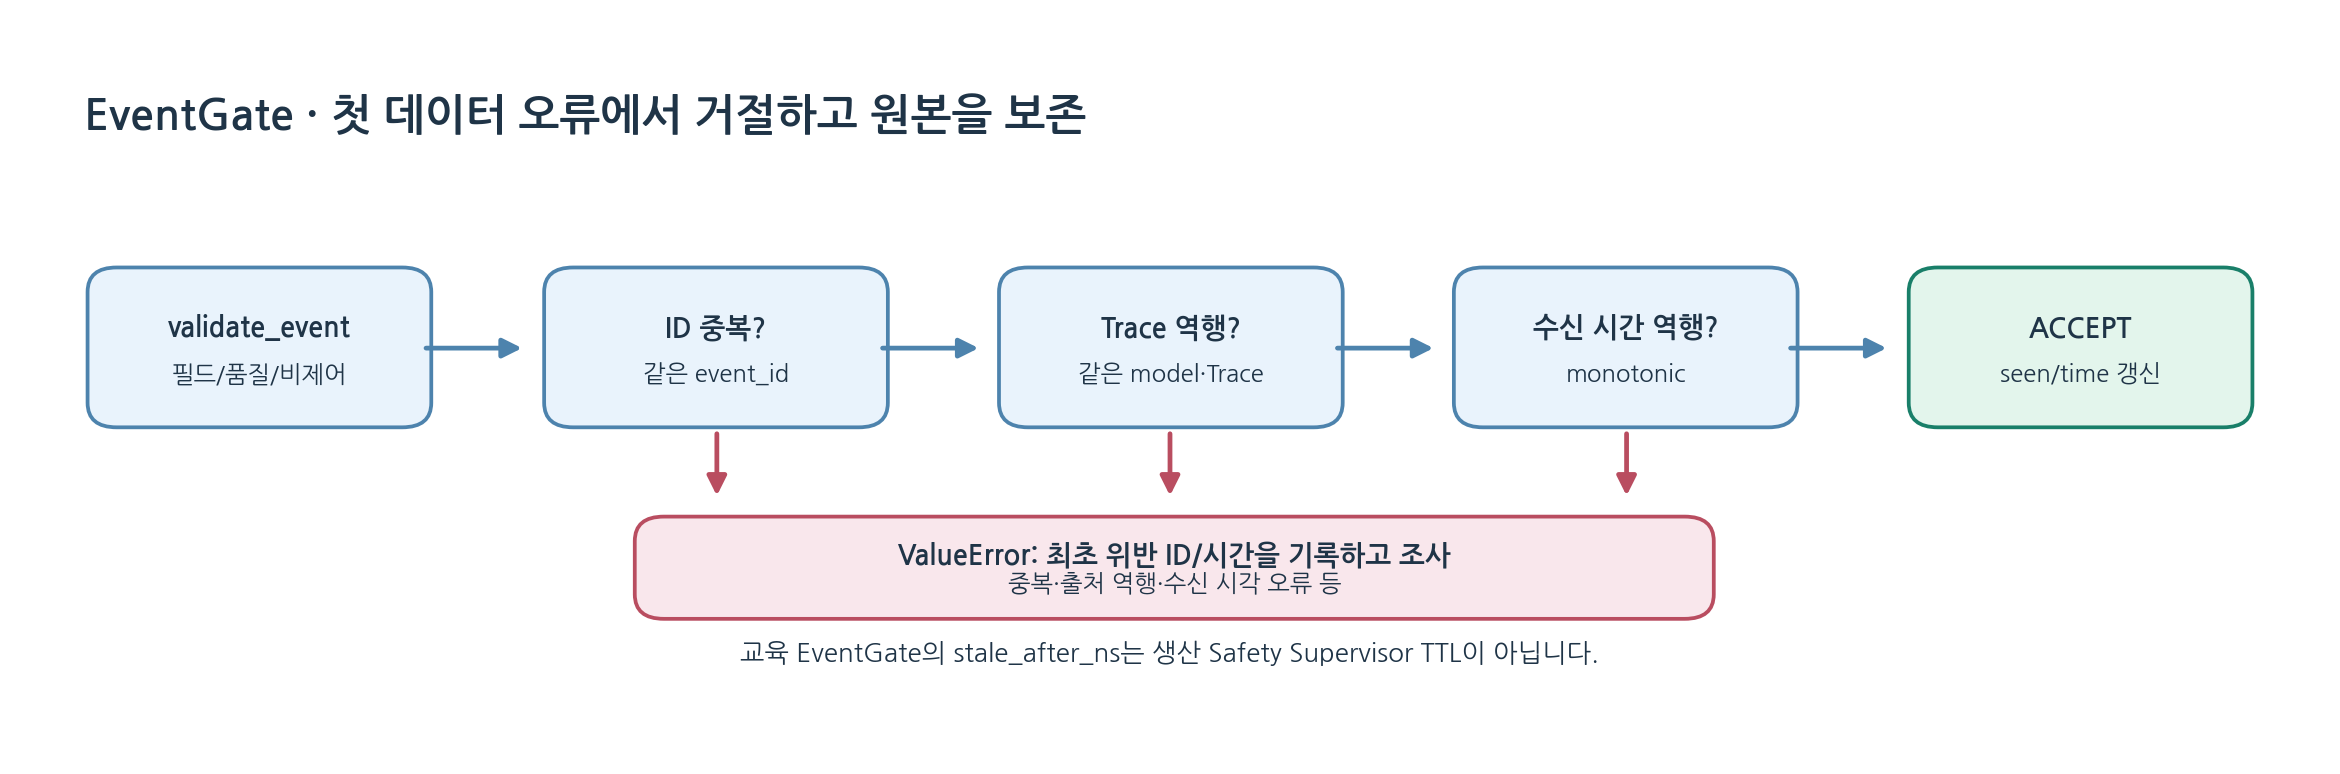 EventGate · 첫 데이터 오류에서 거절하고 원본을 보존
validate_event
필드/품질/비제어
ID 중복?
같은 event_id
Trace 역행?
같은 model·Trace
수신 시간 역행?
monotonic
ACCEPT
seen/time 갱신
ValueError: 최초 위반 ID/시간을 기록하고 조사
중복·출처 역행·수신 시각 오류 등
교육 EventGate의 stale_after_ns는 생산 Safety Supervisor TTL이 아닙니다.